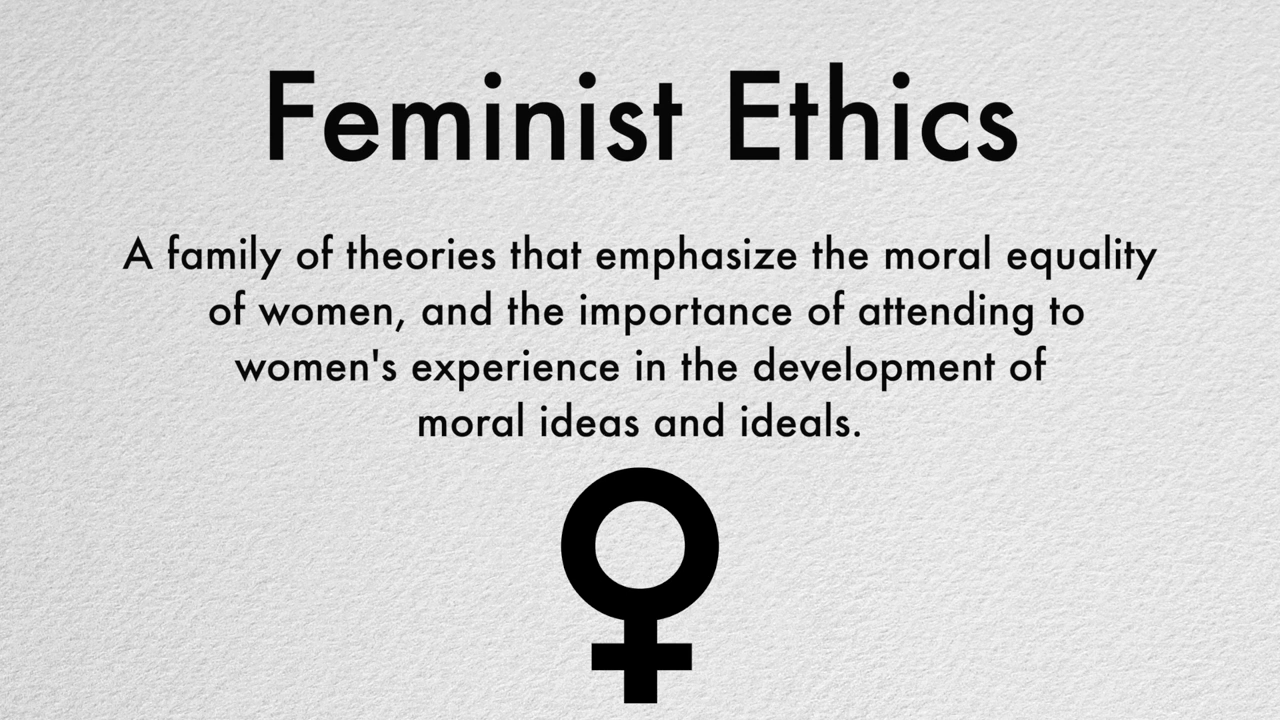 Feminist Ethics
A family of theories that emphasize the moral equality
of women, and the importance of attending to
women's experience in the development of
moral ideas and ideals.